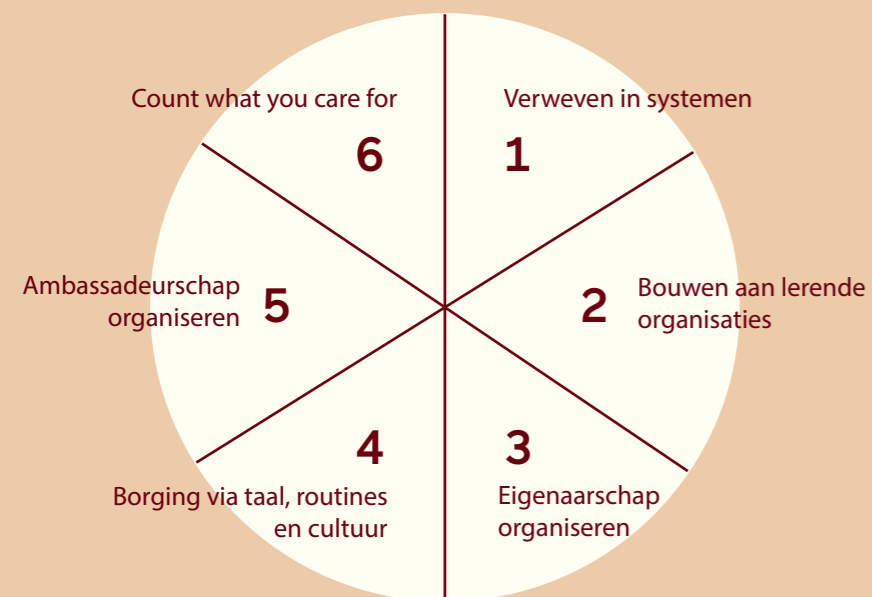 Count what you care for
6
Verweven in systemen
1
Ambassadeurschap
organiseren
5
2
Bouwen aan lerende
organisaties
4
Borging via taal, routines
en cultuur
3
Eigenaarschap
organiseren